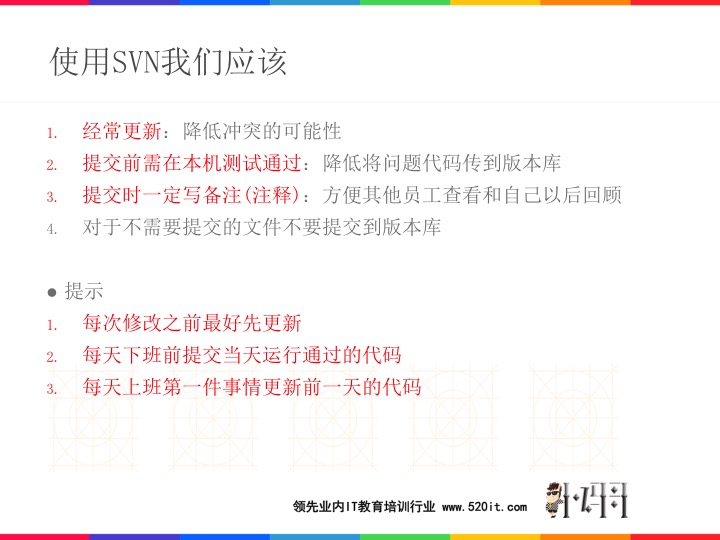 使用SVN我们应该
1. 经常更新：降低冲突的可能性
2. 提交前需在本机测试通过：降低将问题代码传到版本库
3. 提交时一定写备注(注释)：方便其他员工查看和自己以后回顾
4. 对于不需要提交的文件不要提交到版本库
● 提示
1. 每次修改之前最好先更新
2. 每天下班前提交当天运行通过的代码
3. 每天上班第一件事情更新前一天的代码
领先业内IT教育培训行业 www.520it.com
小码哥